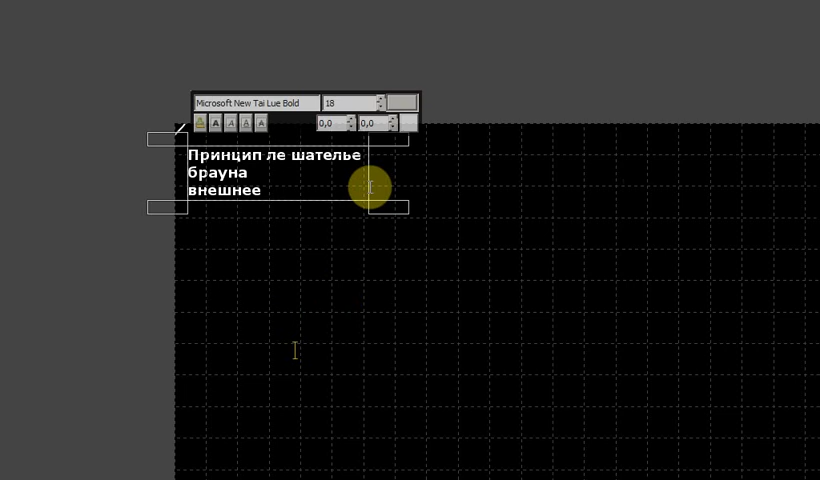 Microsoft New Tai Lue Bold 18
0,0 0,0
Принцип ле шателье
брауна
внешнее